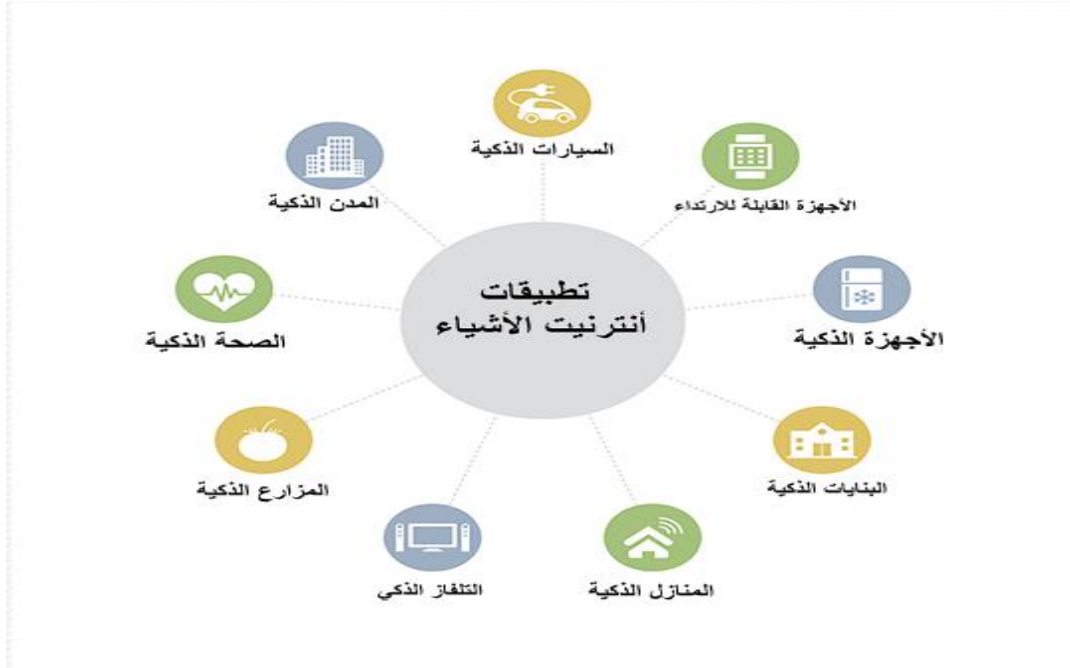 السيارات الذكية
الأجهزة القابلة للارتداء
المدن الذكية
تطبيقات
أنترنيت الأشياء
الأجهزة الذكية
الصحة الذكية
البنايات الذكية
المزارع الذكية
المنازل الذكية
التلفاز الذكي